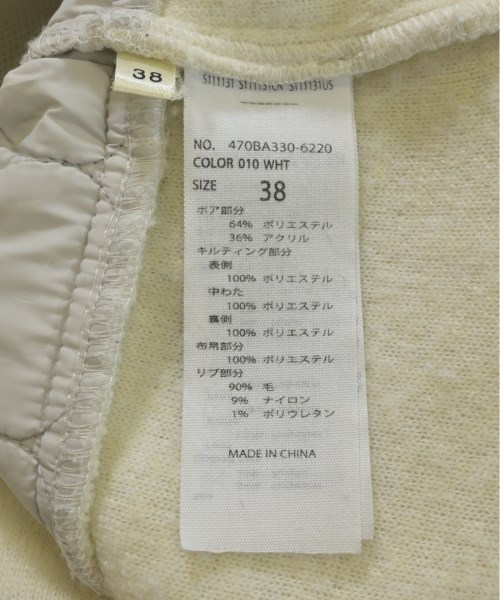 38
ST11131 ST11131CN ST11131US
NO. 470BA330-6220
COLOR 010 WHT
SIZE 38
ボア部分
64% ポリエステル
36% アクリル
キルティング部分
表側
100% ポリエステル
中わた
100% ポリエステル
裏側
100% ポリエステル
布帛部分
100% ポリエステル
リブ部分
90% 毛
9% ナイロン
1% ポリウレタン
MADE IN CHINA